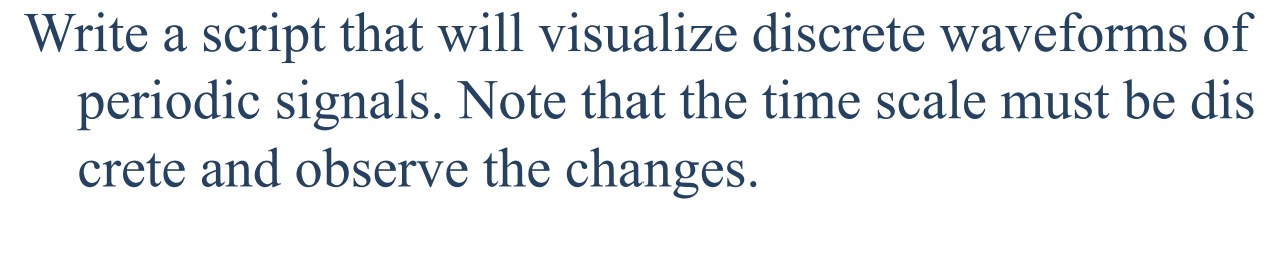 Write a script that will visualize discrete waveforms of
periodic signals. Note that the time scale must be dis
crete and observe the changes.